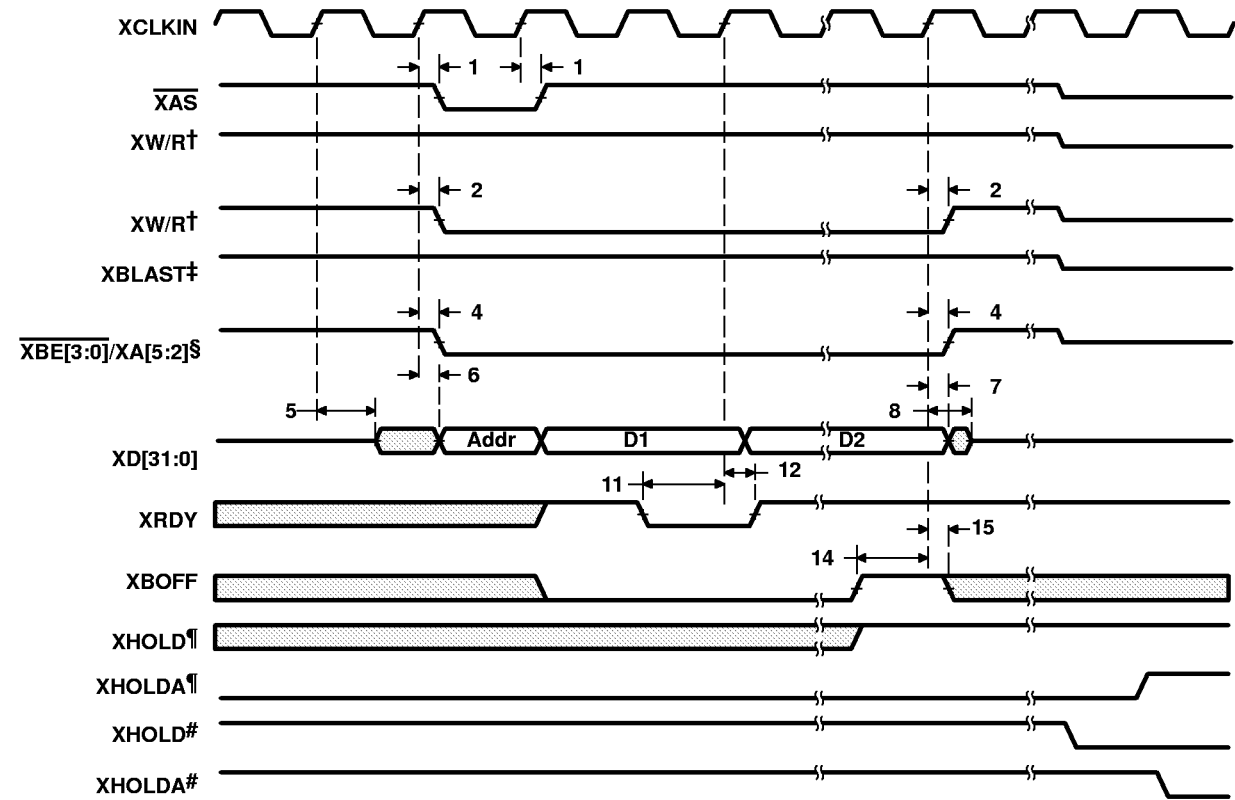 XCLKIN
1 1
XAS
XW/R†
2 2
XW/R†
XBLAST‡
4 4
XBE[3:0]/XA[5:2]§
6
7
5 8
Addr D1 D2
XD[31:0]
12
11
XRDY
15
14
XBOFF
XHOLD¶
XHOLDA¶
XHOLD#
XHOLDA#